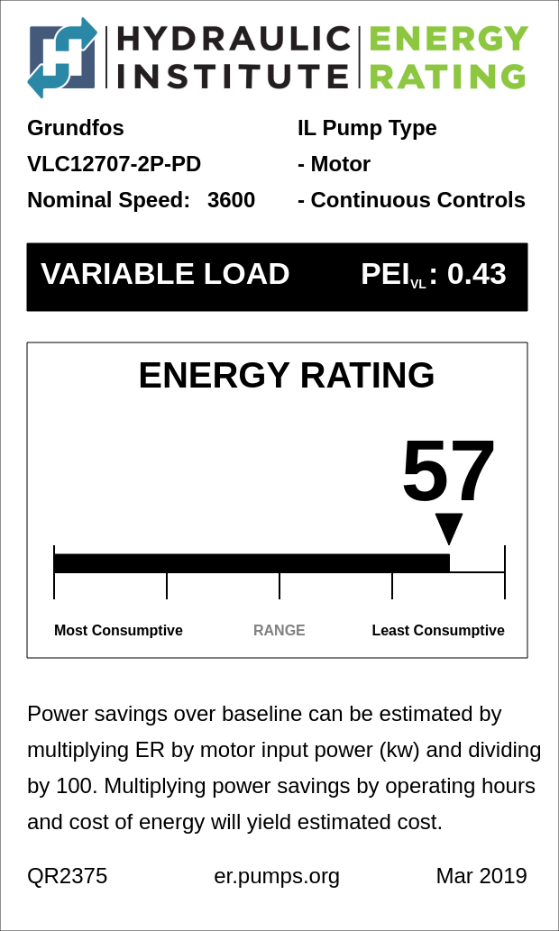 HYDRAULIC INSTITUTE ENERGY RATING
Grundfos
IL Pump Type
VLC12707-2P-PD
- Motor
Nominal Speed: 3600
- Continuous Controls
VARIABLE LOAD PEIVL: 0.43
ENERGY RATING
57
Most Consumptive RANGE Least Consumptive
Power savings over baseline can be estimated by
multiplying ER by motor input power (kw) and dividing
by 100. Multiplying power savings by operating hours
and cost of energy will yield estimated cost.
QR2375 er.pumps.org Mar 2019